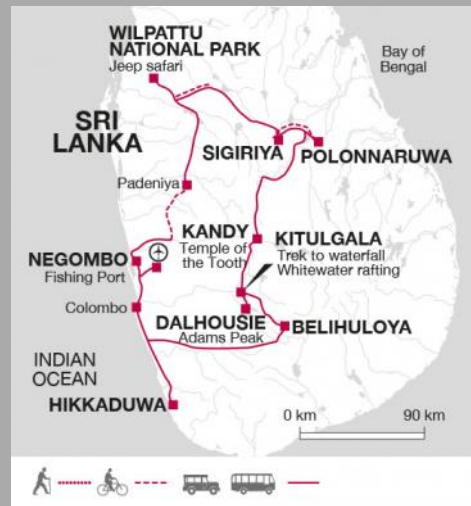 WILPATTU
NATIONAL PARK
Jeep safari
Bay of
Bengal
SRI
LANKA
SIGIRIYA
POLONNARUWA
Padeniya
KANDY
Temple of
the Tooth
KITULGALA
Trek to waterfall
Whitewater rafting
NEGOMBO
Fishing Port
Colombo
DALHOUSIE
Adams Peak
BELIHULOYA
INDIAN
OCEAN
HIKKADUWA
0 km 90 km